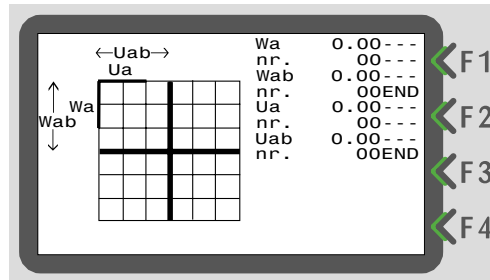 ←Uab→
Ua
Wa
Wab
Wa 0.00---
nr. 00---
Wab 0.00---
nr. 00END
Ua 0.00---
nr. 00---
Uab 0.00---
nr. 00END
F1
F2
F3
F4